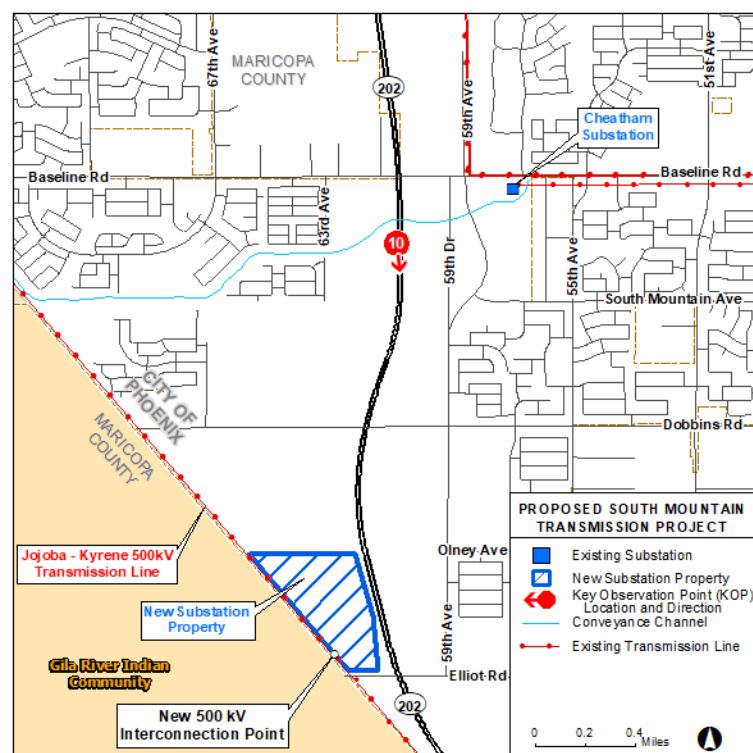 67th Ave
MARICOPA
COUNTY
202
59th Ave
51st Ave
Cheatham
Substation
Baseline Rd
Baseline Rd
63rd Ave
10
59th Dr
55th Ave
South Mountain Ave
CITY OF
PHOENIX
MARICOPA
COUNTY
Dobbins Rd
Jojoba - Kyrene 500kV
Transmission Line
New Substation
Property
Olney Ave
59th Ave
Elliot Rd
Gila River Indian
Community
New 500 kV
Interconnection Point
202
PROPOSED SOUTH MOUNTAIN
TRANSMISSION PROJECT
Existing Substation
New Substation Property
Key Observation Point (KOP)
Location and Direction
Conveyance Channel
Existing Transmission Line
0 0.2 0.4
Miles